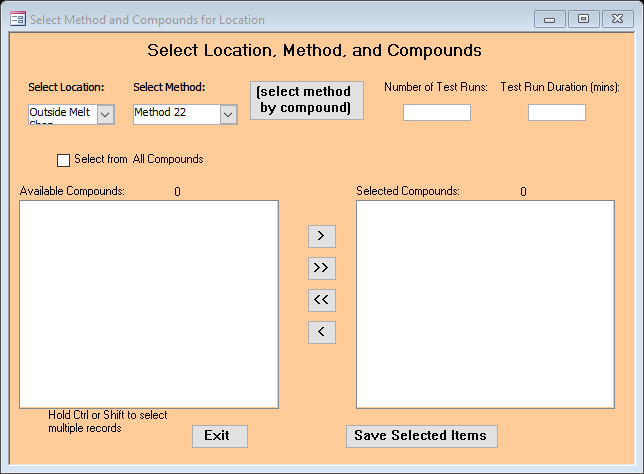 Select Method and Compounds for Location
Select Location, Method, and Compounds
Select Location:
Select Method:
(select method
by compound)
Number of Test Runs:
Test Run Duration (mins):
Outside Melt
Shop
Method 22
Select from All Compounds
Available Compounds: 0
Selected Compounds: 0
>
>>
<<
<
Hold Ctrl or Shift to select
multiple records
Exit
Save Selected Items